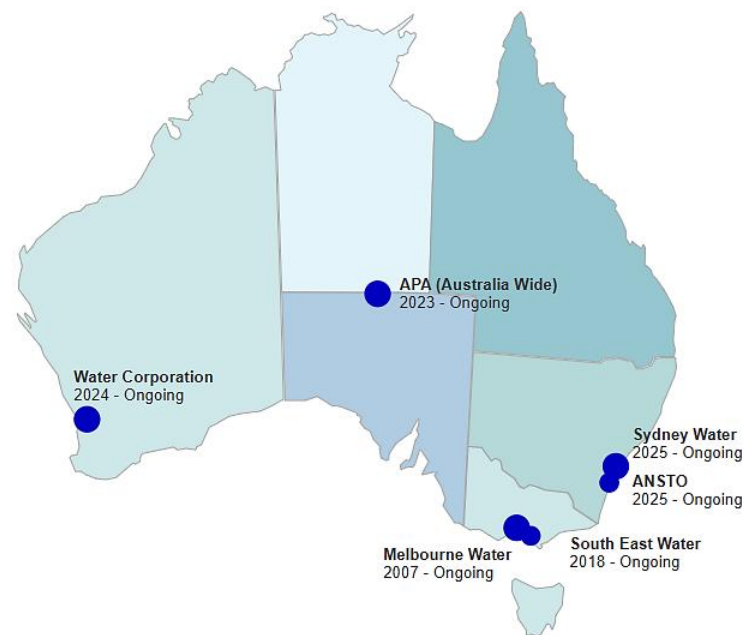 APA (Australia Wide)
2023 - Ongoing
Water Corporation
2024 - Ongoing
Sydney Water
2025 - Ongoing
ANSTO
2025 - Ongoing
Melbourne Water
2007 - Ongoing
South East Water
2018 - Ongoing